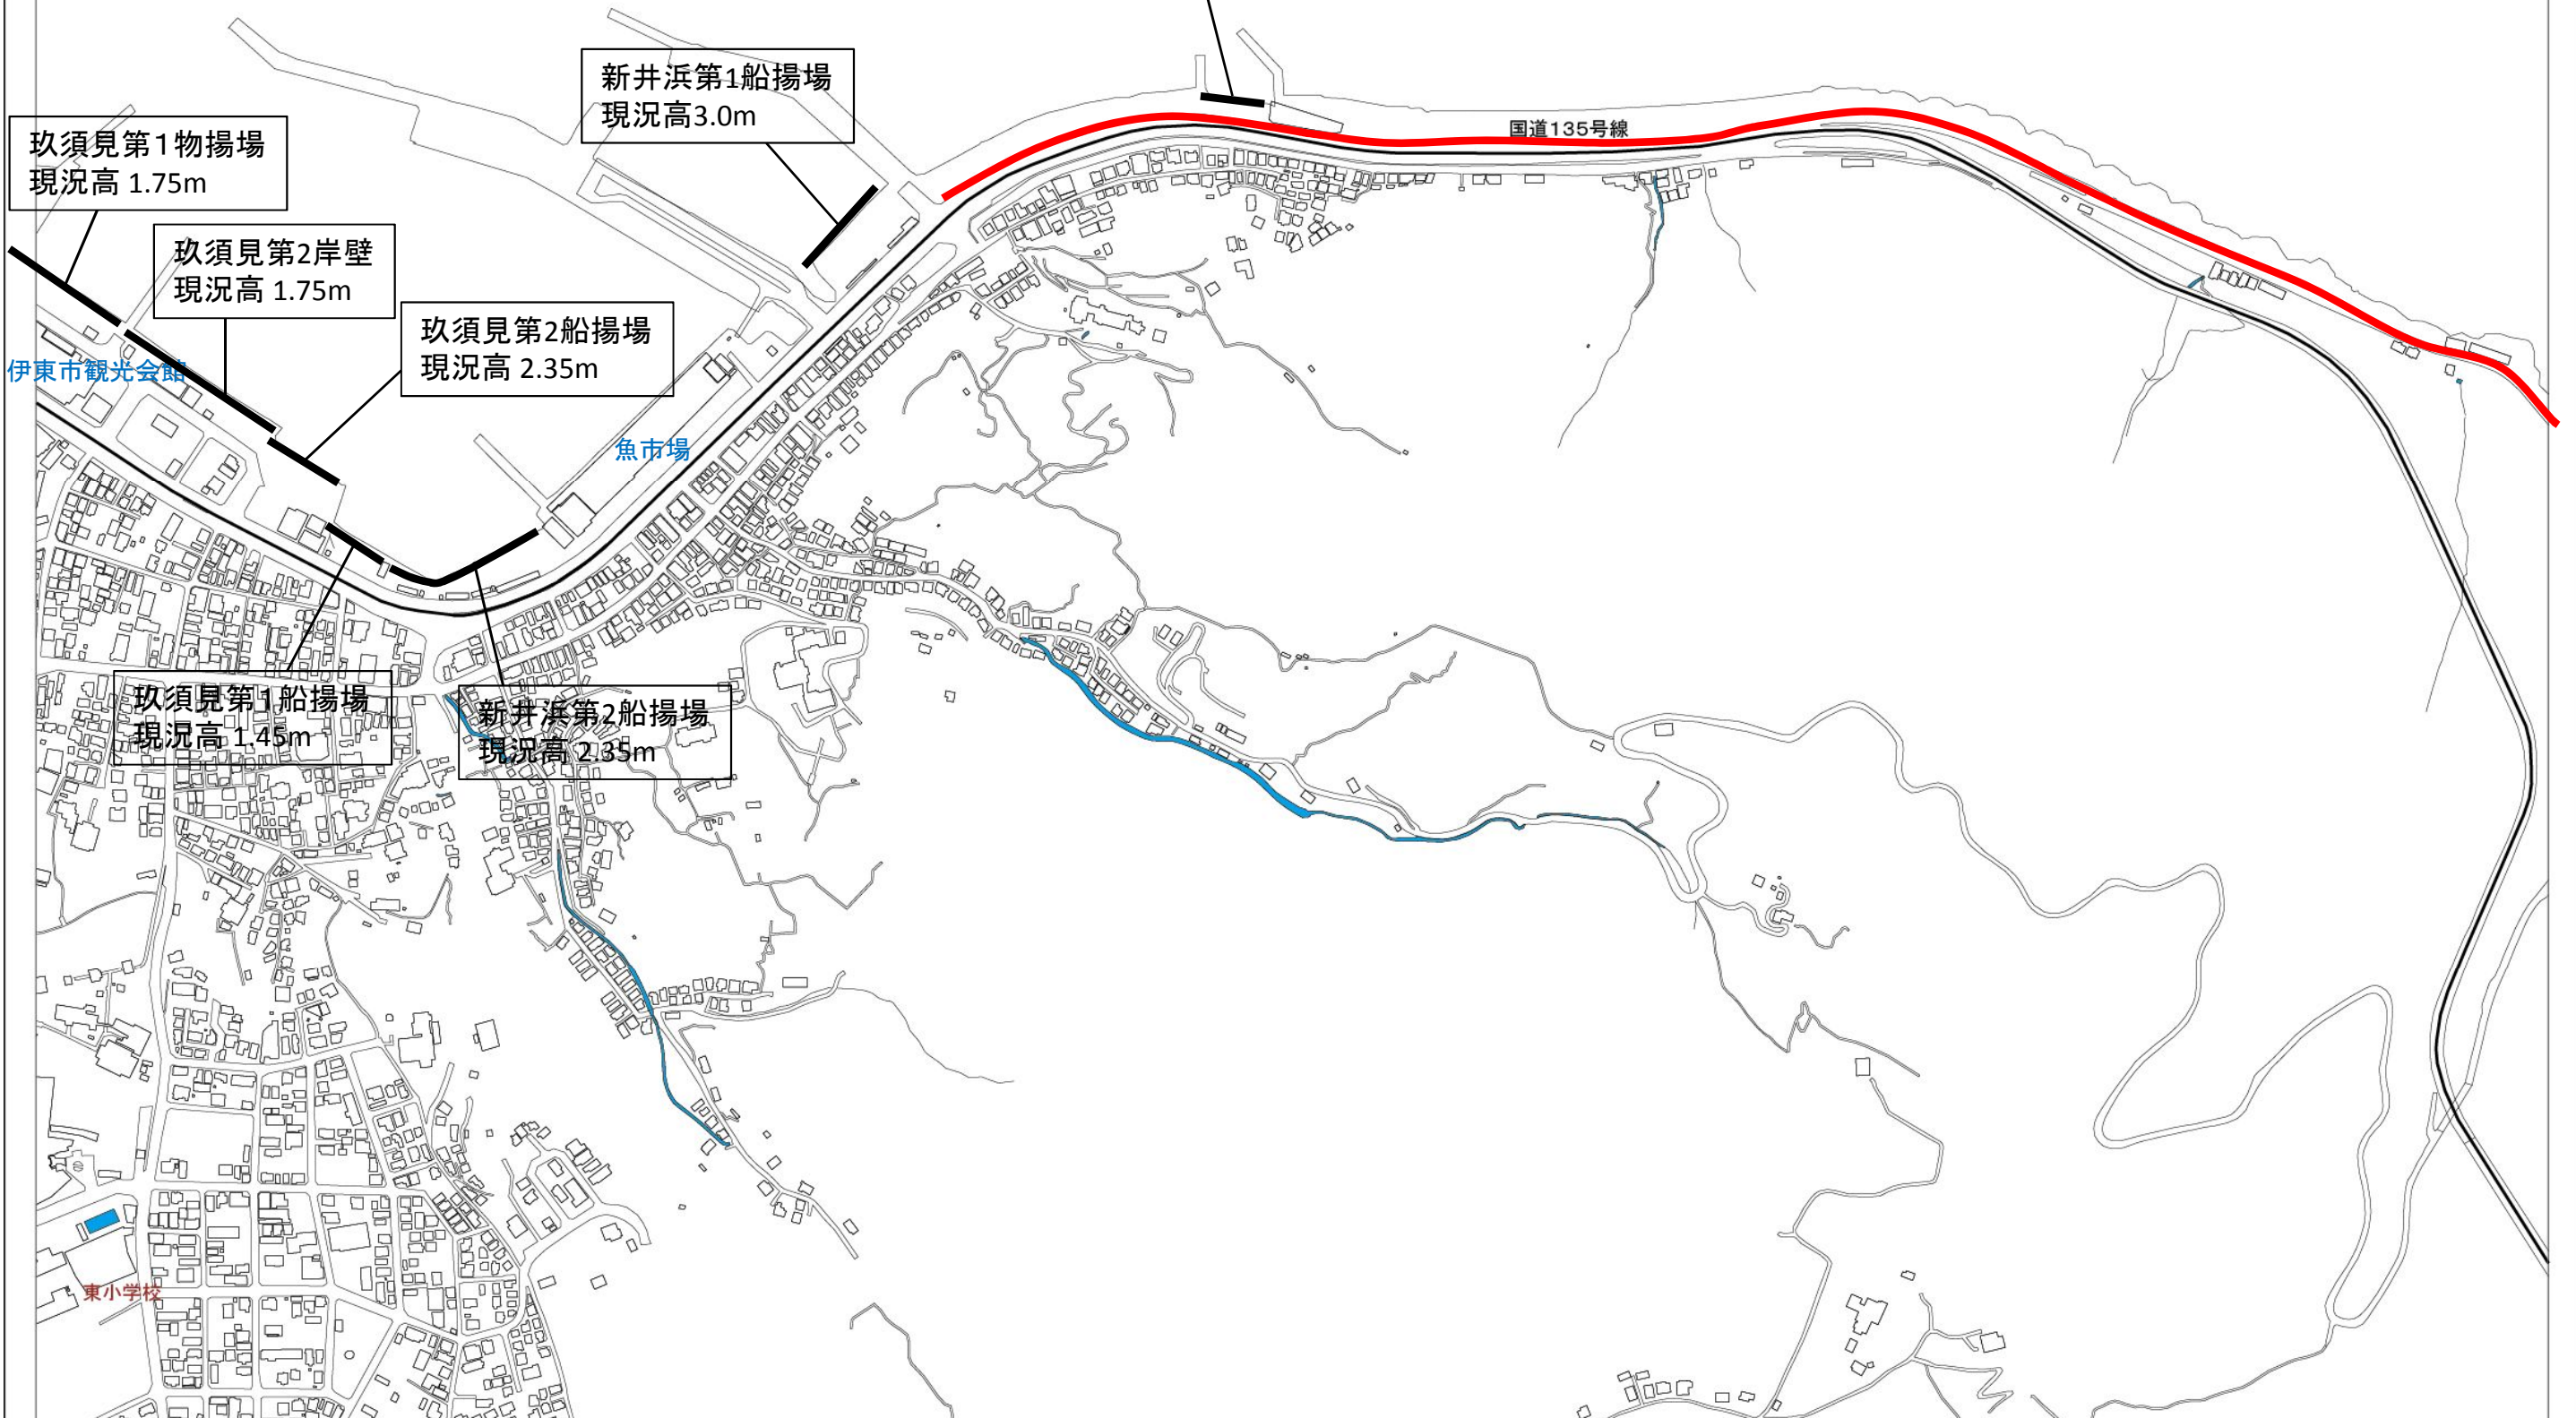 新井浜第1船揚場
現況高3.0m
国道135号線
玖須見第1物揚場
現況高 1.75m
玖須見第2岸壁
現況高 1.75m
玖須見第2船揚場
現況高 2.35m
伊東市観光会館
魚市場
玖須見第1船揚場
現況高 1.45m
新井浜第2船揚場
現況高 2.35m
東小学校